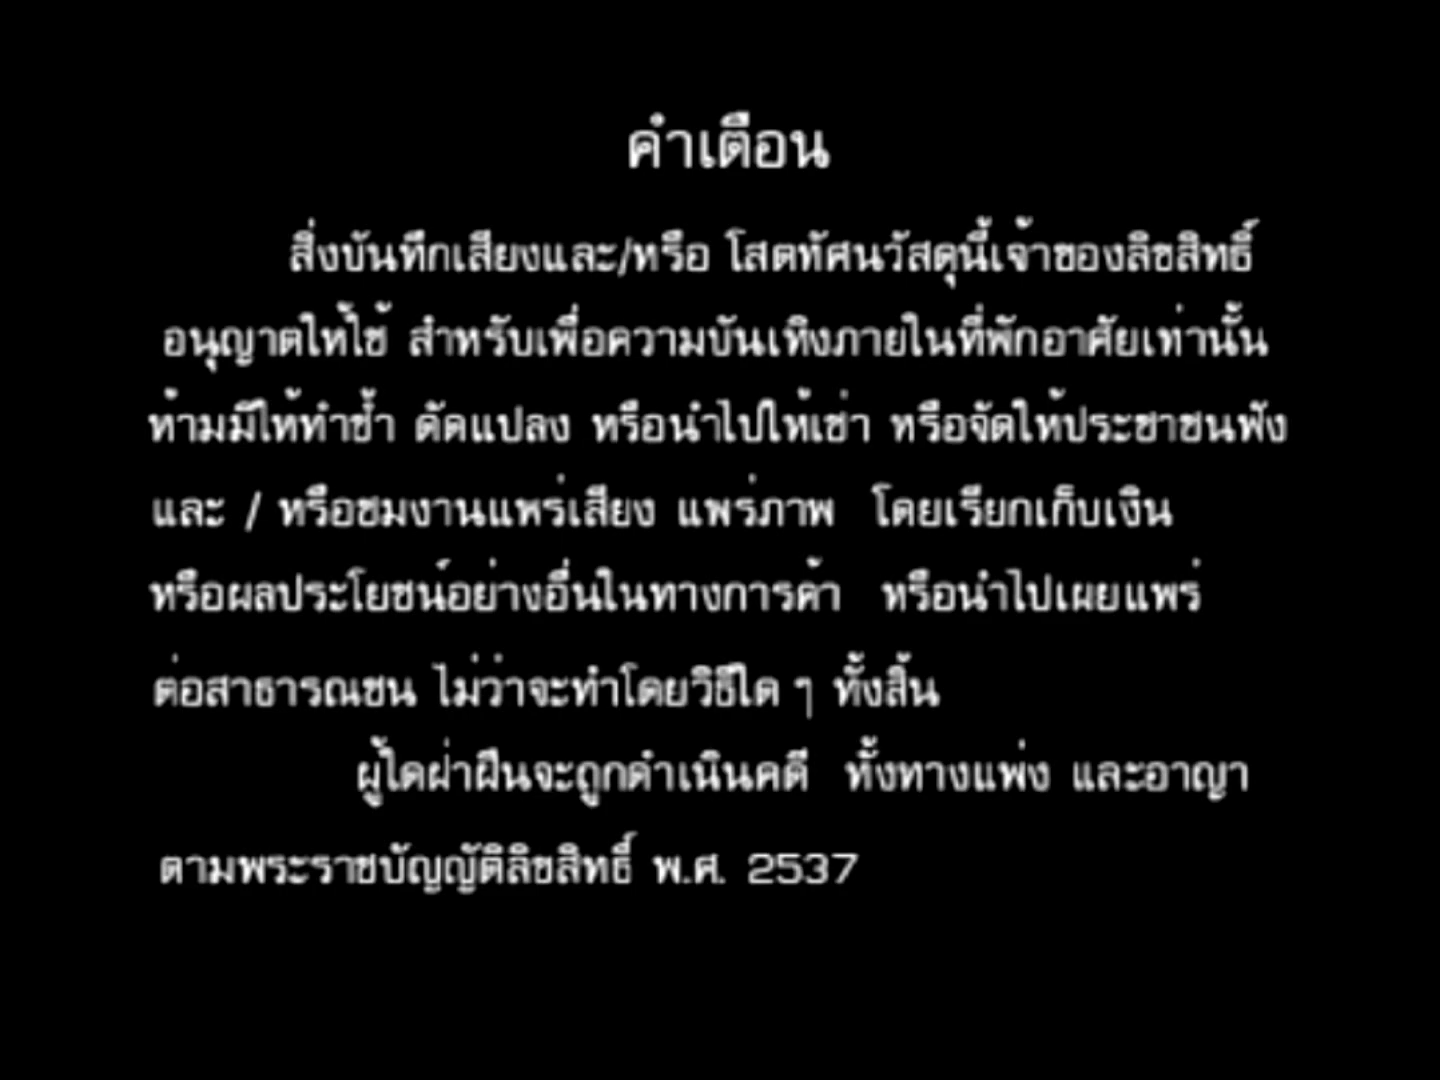 คำเตือน
สิ่งบันทึกเสียงและ/หรือ โสตทัศนวัสดุนี้เจ้าของลิขสิทธิ์
อนุญาตให้ใช้ สำหรับเพื่อความบันเทิงภายในที่พักอาศัยเท่านั้น
ห้ามมิให้ทำซ้ำ ดัดแปลง หรือนำไปให้เช่า หรือจัดให้ประชาชนฟัง
และ / หรือชมงานแพร่เสียง แพร่ภาพ โดยเรียกเก็บเงิน
หรือผลประโยชน์อย่างอื่นในทางการค้า หรือนำไปเผยแพร่
ต่อสาธารณชน ไม่ว่าจะทำโดยวิธีใด ๆ ทั้งสิ้น
ผู้ใดฝ่าฝืนจะถูกดำเนินคดี ทั้งทางแพ่ง และอาญา
ตามพระราชบัญญัติลิขสิทธิ์ พ.ศ. 2537